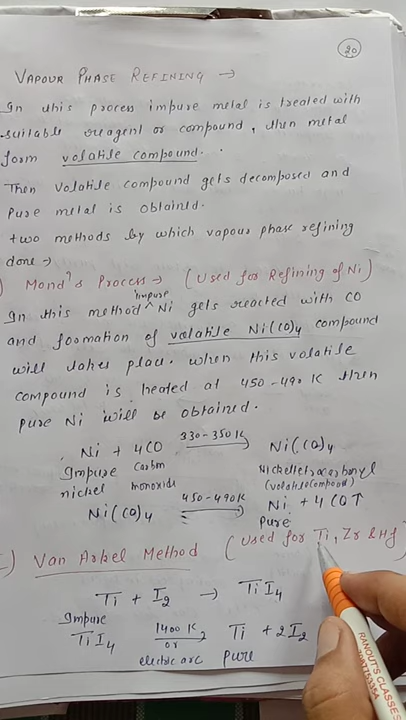 20
VAPOUR PHASE REFINING →
In this process impure metal is treated with
suitable reagent or compound, then metal
form volatile compound.
Then volatile compound gets decomposed and
Pure metal is obtained.
two methods by which vapour phase refining
done →
) Mond's Process → (Used for Refining of Ni)
impure
In this method ^ Ni gets reacted with CO
and formation of volatile Ni(CO)4 compound
will takes place. when this volatile
compound is heated at 450-490 K then
pure Ni will be obtained.
Ni + 4CO 330-350K → Ni(CO)4
Impure nickel Carbon monoxide Nickeltetracarbonyl
(volatile compound)
Ni(CO)4 450-490K ⇌ Ni + 4CO↑
Pure
) Van Arkel Method (Used for Ti, Zr & Hf)
Ti + I2 → TiI4
Impure
TiI4 1400 K or electric arc → Ti + 2I2
pure
RANOUT'S CLASSES